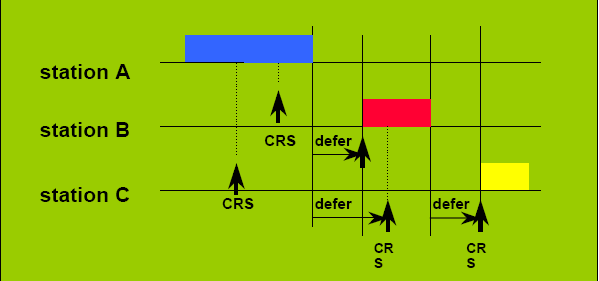 station A
CRS
station B
defer
station C
CRS
defer
defer
CR
S
CR
S